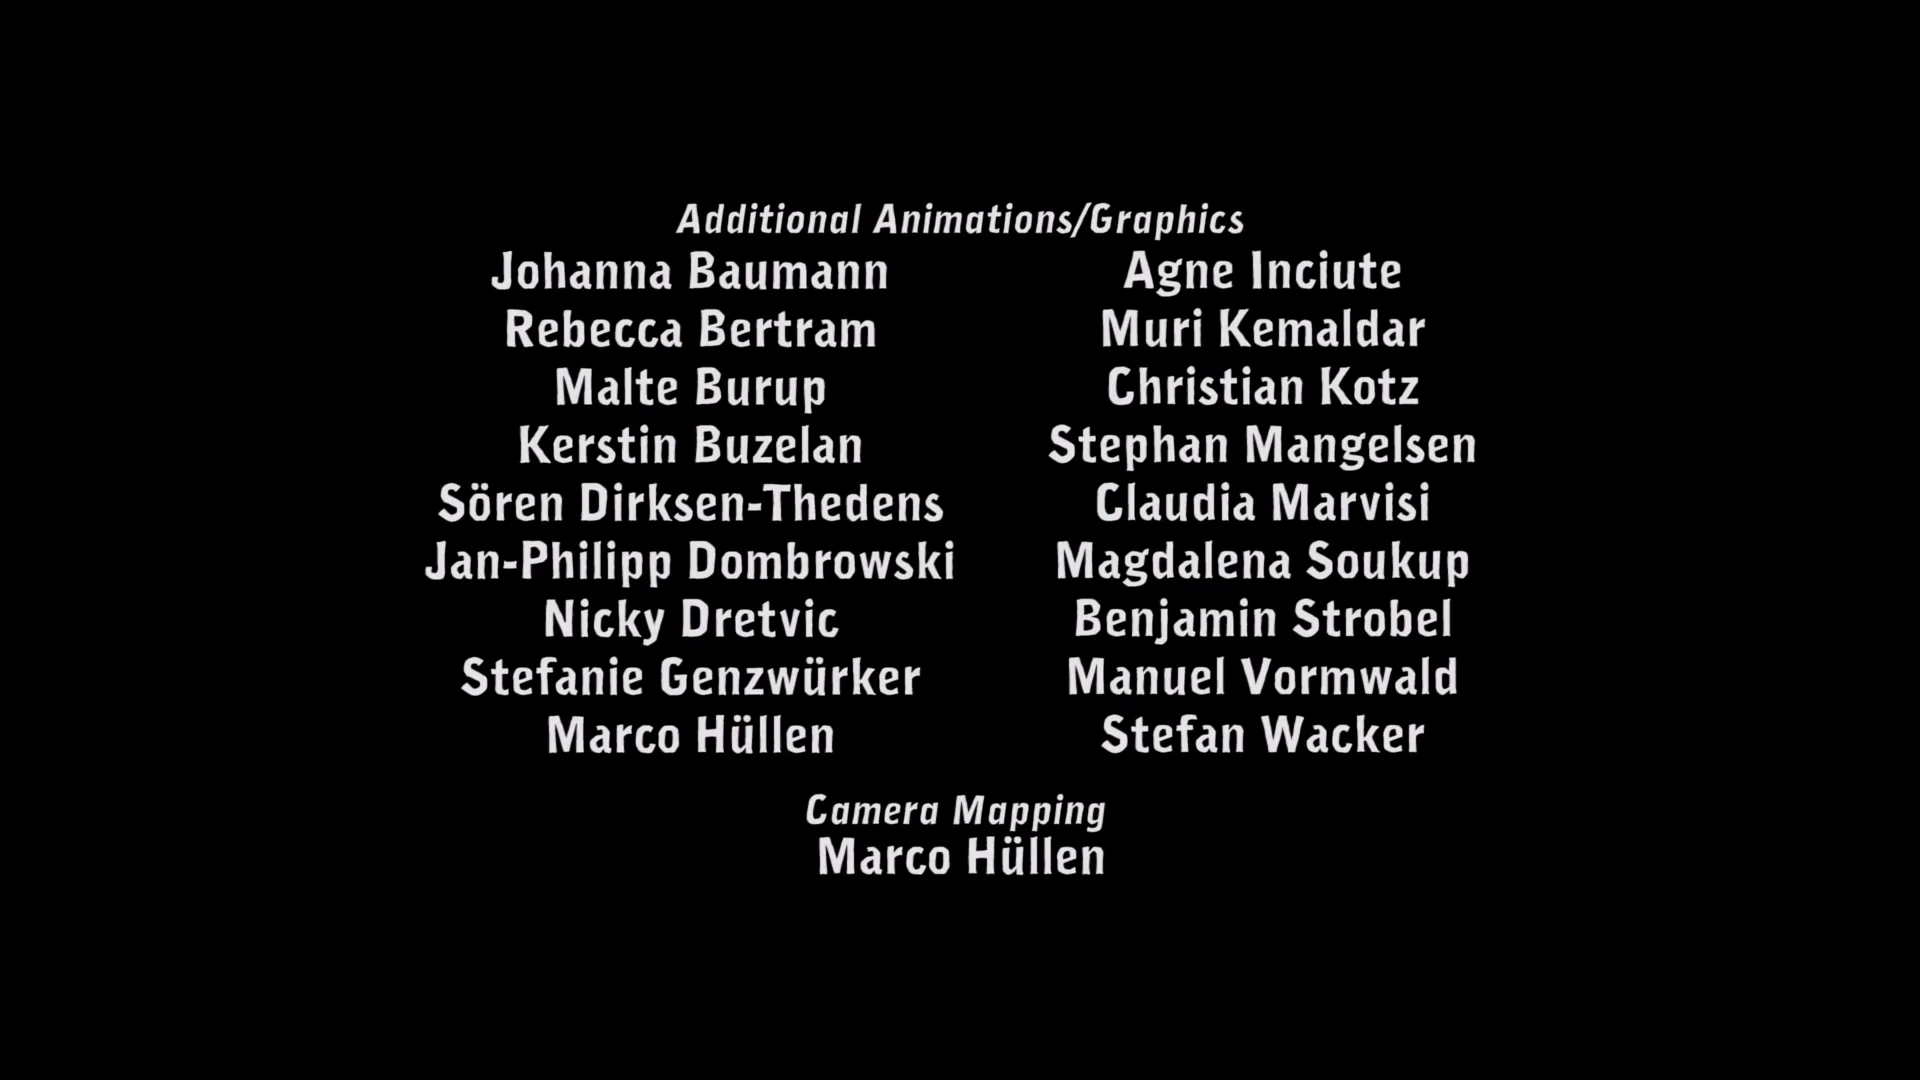 Additional Animations/Graphics
Johanna Baumann
Rebecca Bertram
Malte Burup
Kerstin Buzelan
Sören Dirksen-Thedens
Jan-Philipp Dombrowski
Nicky Dretvic
Stefanie Genzwürker
Marco Hüllen
Agne Inciute
Muri Kemaldar
Christian Kotz
Stephan Mangelsen
Claudia Marvisi
Magdalena Soukup
Benjamin Strobel
Manuel Vormwald
Stefan Wacker
Camera Mapping
Marco Hüllen